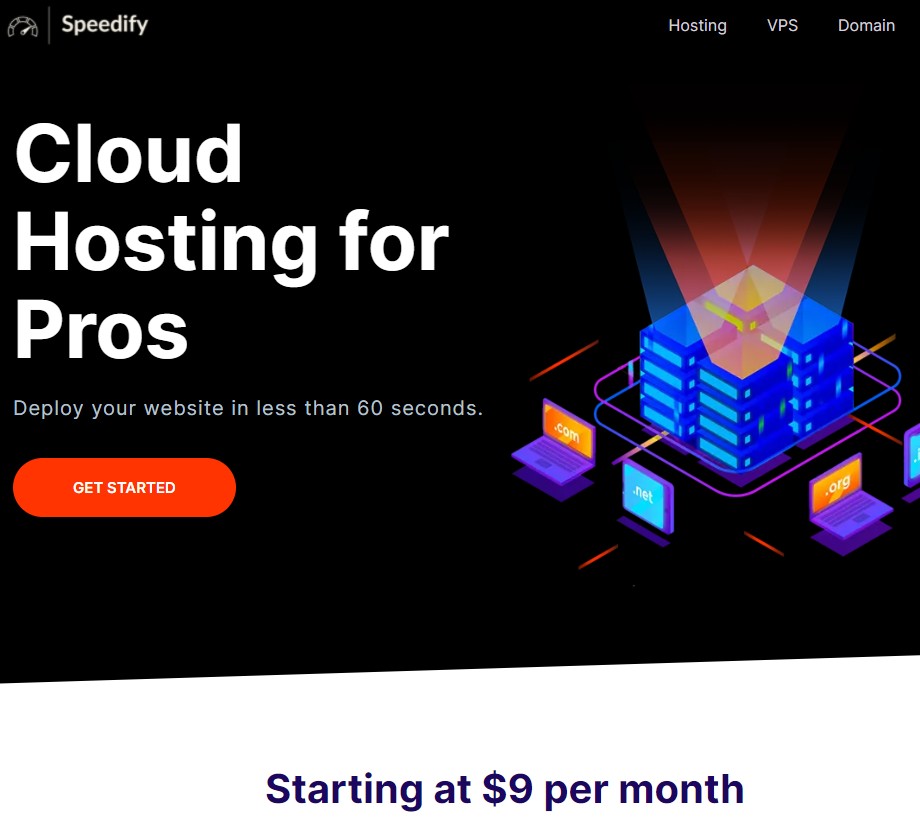 Speedify
Hosting VPS Domain
Cloud
Hosting for
Pros
Deploy your website in less than 60 seconds.
GET STARTED
.com
.net
.org
Starting at $9 per month